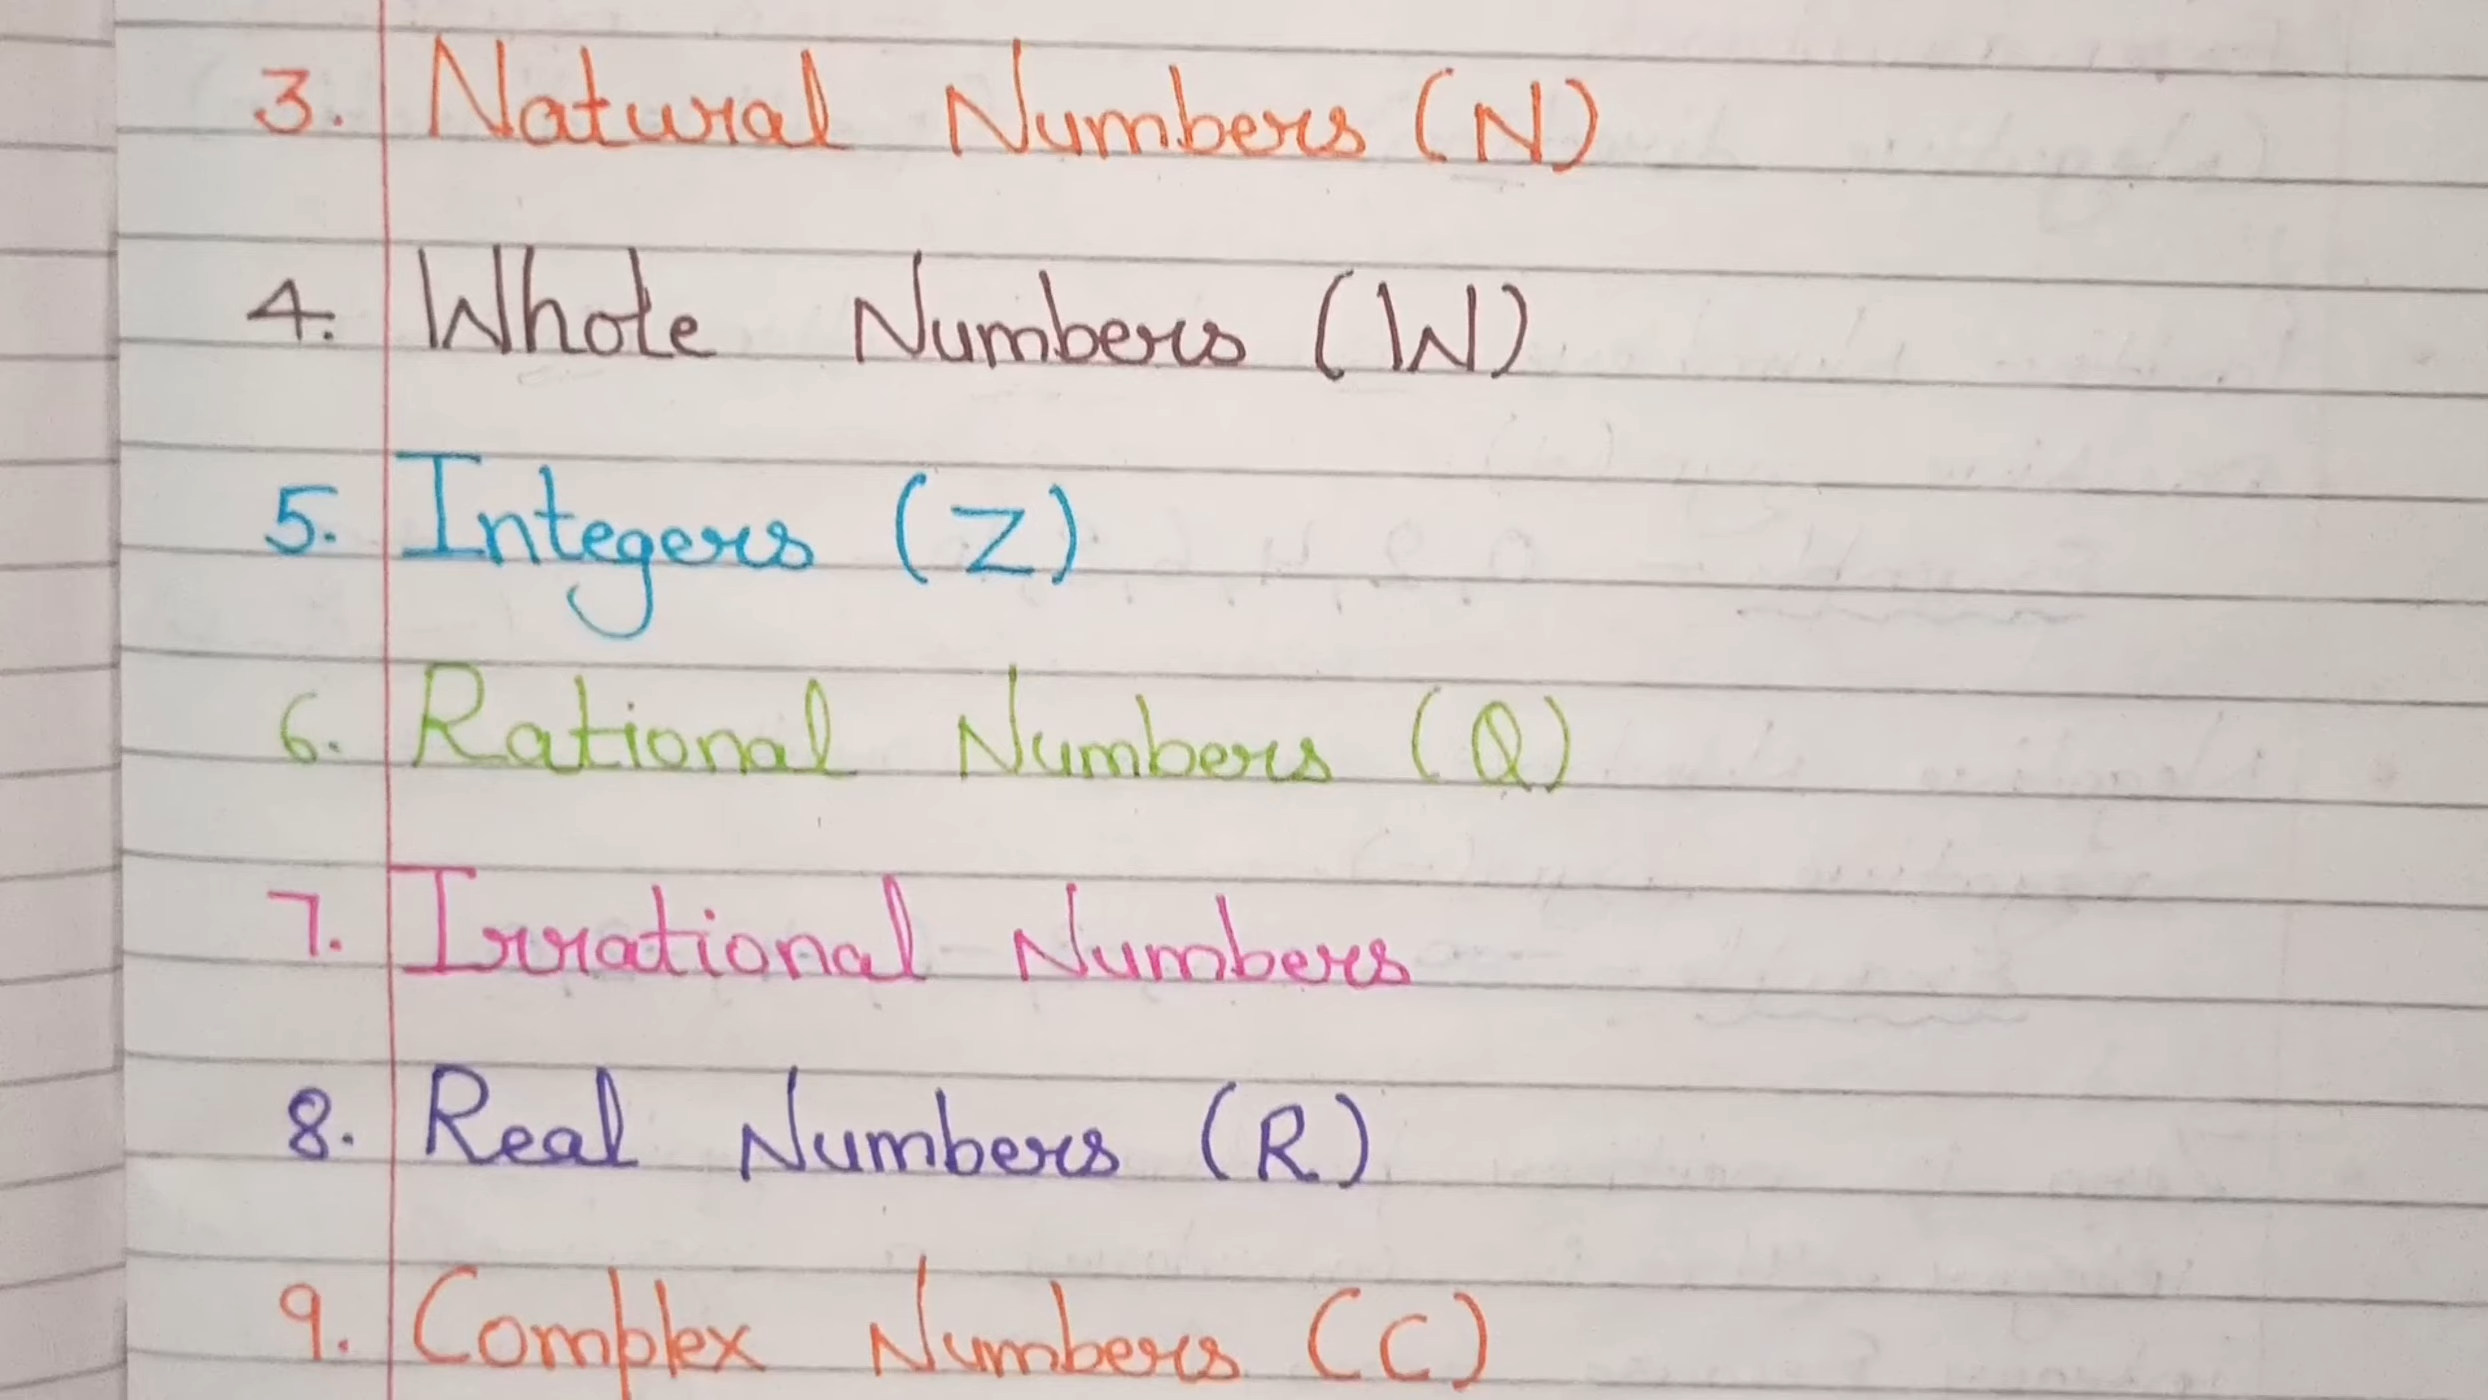 3. Natural Numbers (N)
4. Whole Numbers (W)
5. Integers (Z)
6. Rational Numbers (Q)
7. Irrational Numbers
8. Real Numbers (R)
9. Complex Numbers (C)